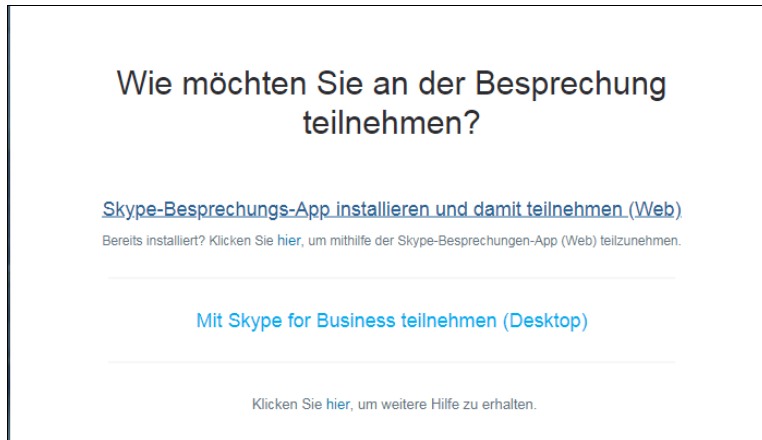 Wie möchten Sie an der Besprechung
teilnehmen?
Skype-Besprechungs-App installieren und damit teilnehmen (Web)
Bereits installiert? Klicken Sie hier, um mithilfe der Skype-Besprechungen-App (Web) teilzunehmen.
Mit Skype for Business teilnehmen (Desktop)
Klicken Sie hier, um weitere Hilfe zu erhalten.